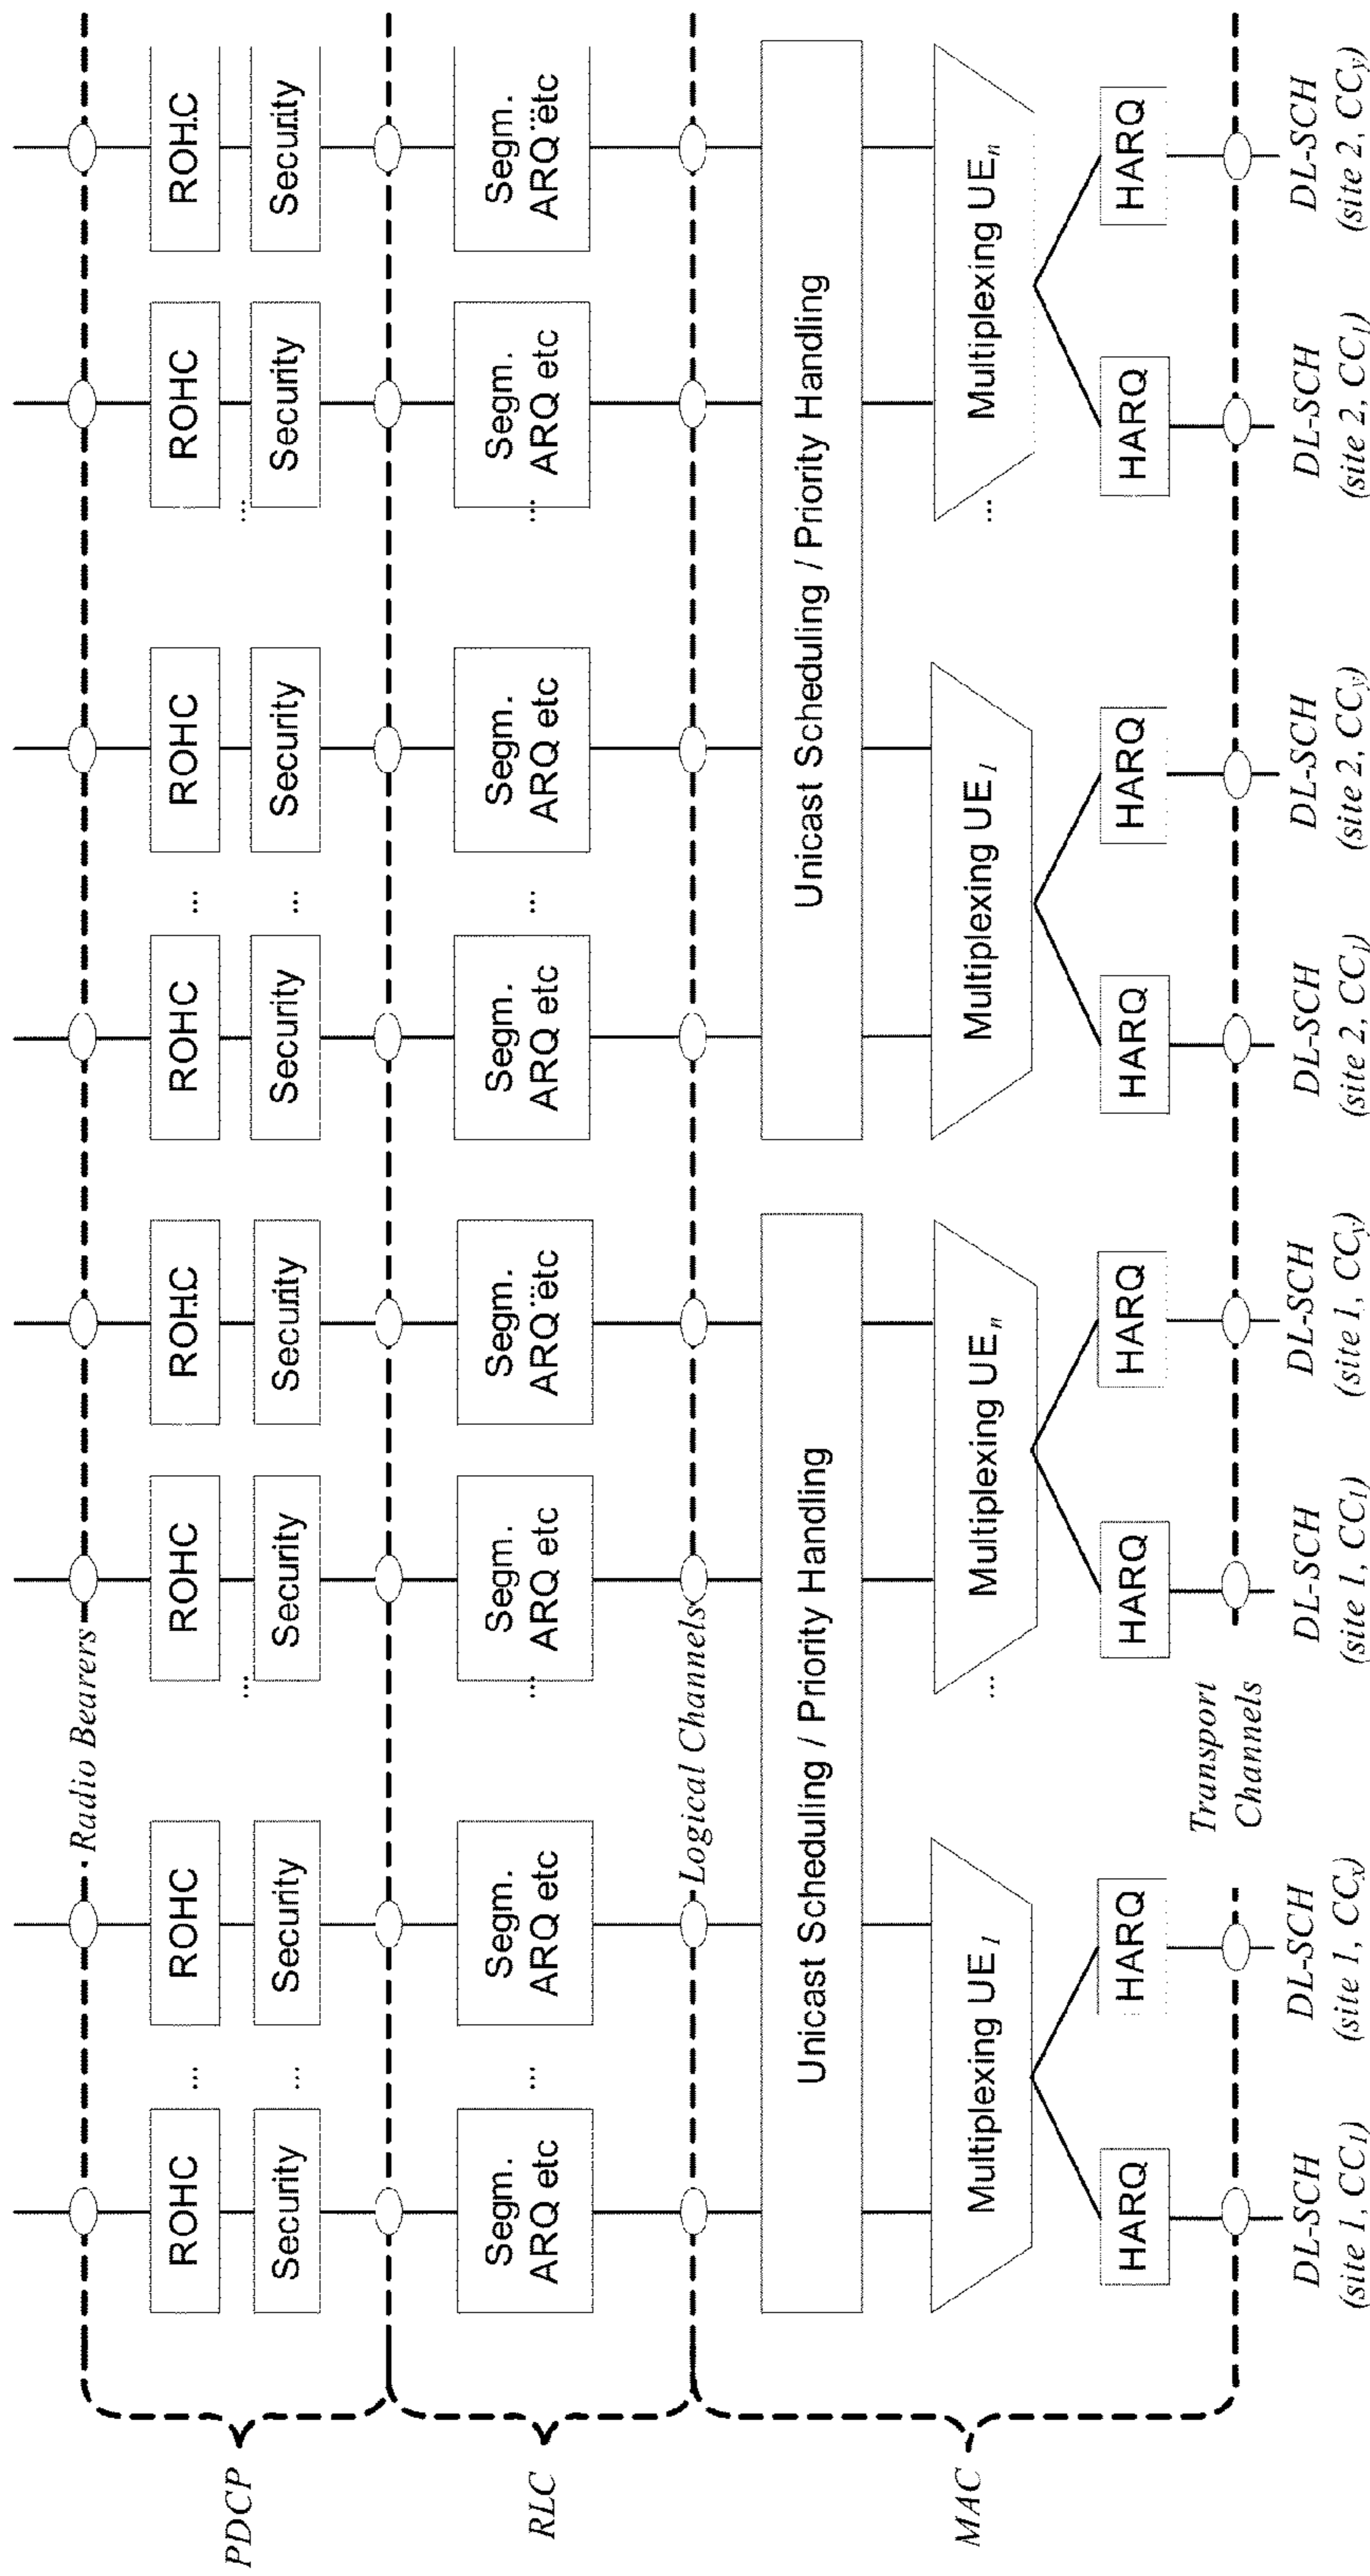 Radio Bearers
PDCP
ROHC
...
ROHC
ROHC
ROHC
ROHC
...
ROHC
ROHC
ROHC
...
...
Security
...
Security
Security
Security
Security
...
Security
Security
Security
RLC
Segm.
ARQ etc
...
Segm.
ARQ etc
...
Segm.
ARQ etc
Segm.
ARQ etc
Segm.
ARQ etc
...
Segm.
ARQ etc
...
Segm.
ARQ etc
Segm.
ARQ etc
Logical Channels
MAC
Unicast Scheduling / Priority Handling
Unicast Scheduling / Priority Handling
Multiplexing UE1
...
Multiplexing UEn
Multiplexing UE1
...
Multiplexing UEn
HARQ
HARQ
HARQ
HARQ
HARQ
HARQ
HARQ
HARQ
Transport
Channels
DL-SCH
(site 1, CC1)
DL-SCH
(site 1, CCx)
DL-SCH
(site 1, CC1)
DL-SCH
(site 1, CCy)
DL-SCH
(site 2, CC1)
DL-SCH
(site 2, CCy)
DL-SCH
(site 2, CC1)
DL-SCH
(site 2, CCy)